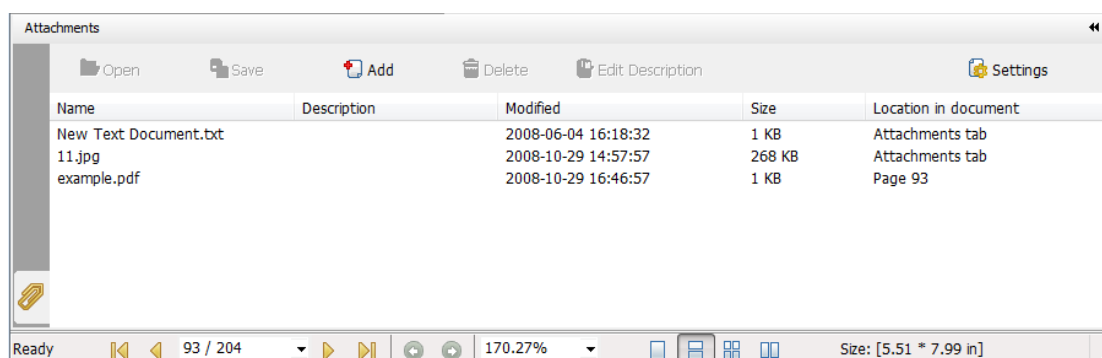 Attachments
Open Save Add Delete Edit Description Settings
Name Description Modified Size Location in document
New Text Document.txt 2008-06-04 16:18:32 1 KB Attachments tab
11.jpg 2008-10-29 14:57:57 268 KB Attachments tab
example.pdf 2008-10-29 16:46:57 1 KB Page 93
Ready 93 / 204 170.27% Size: [5.51 * 7.99 in]